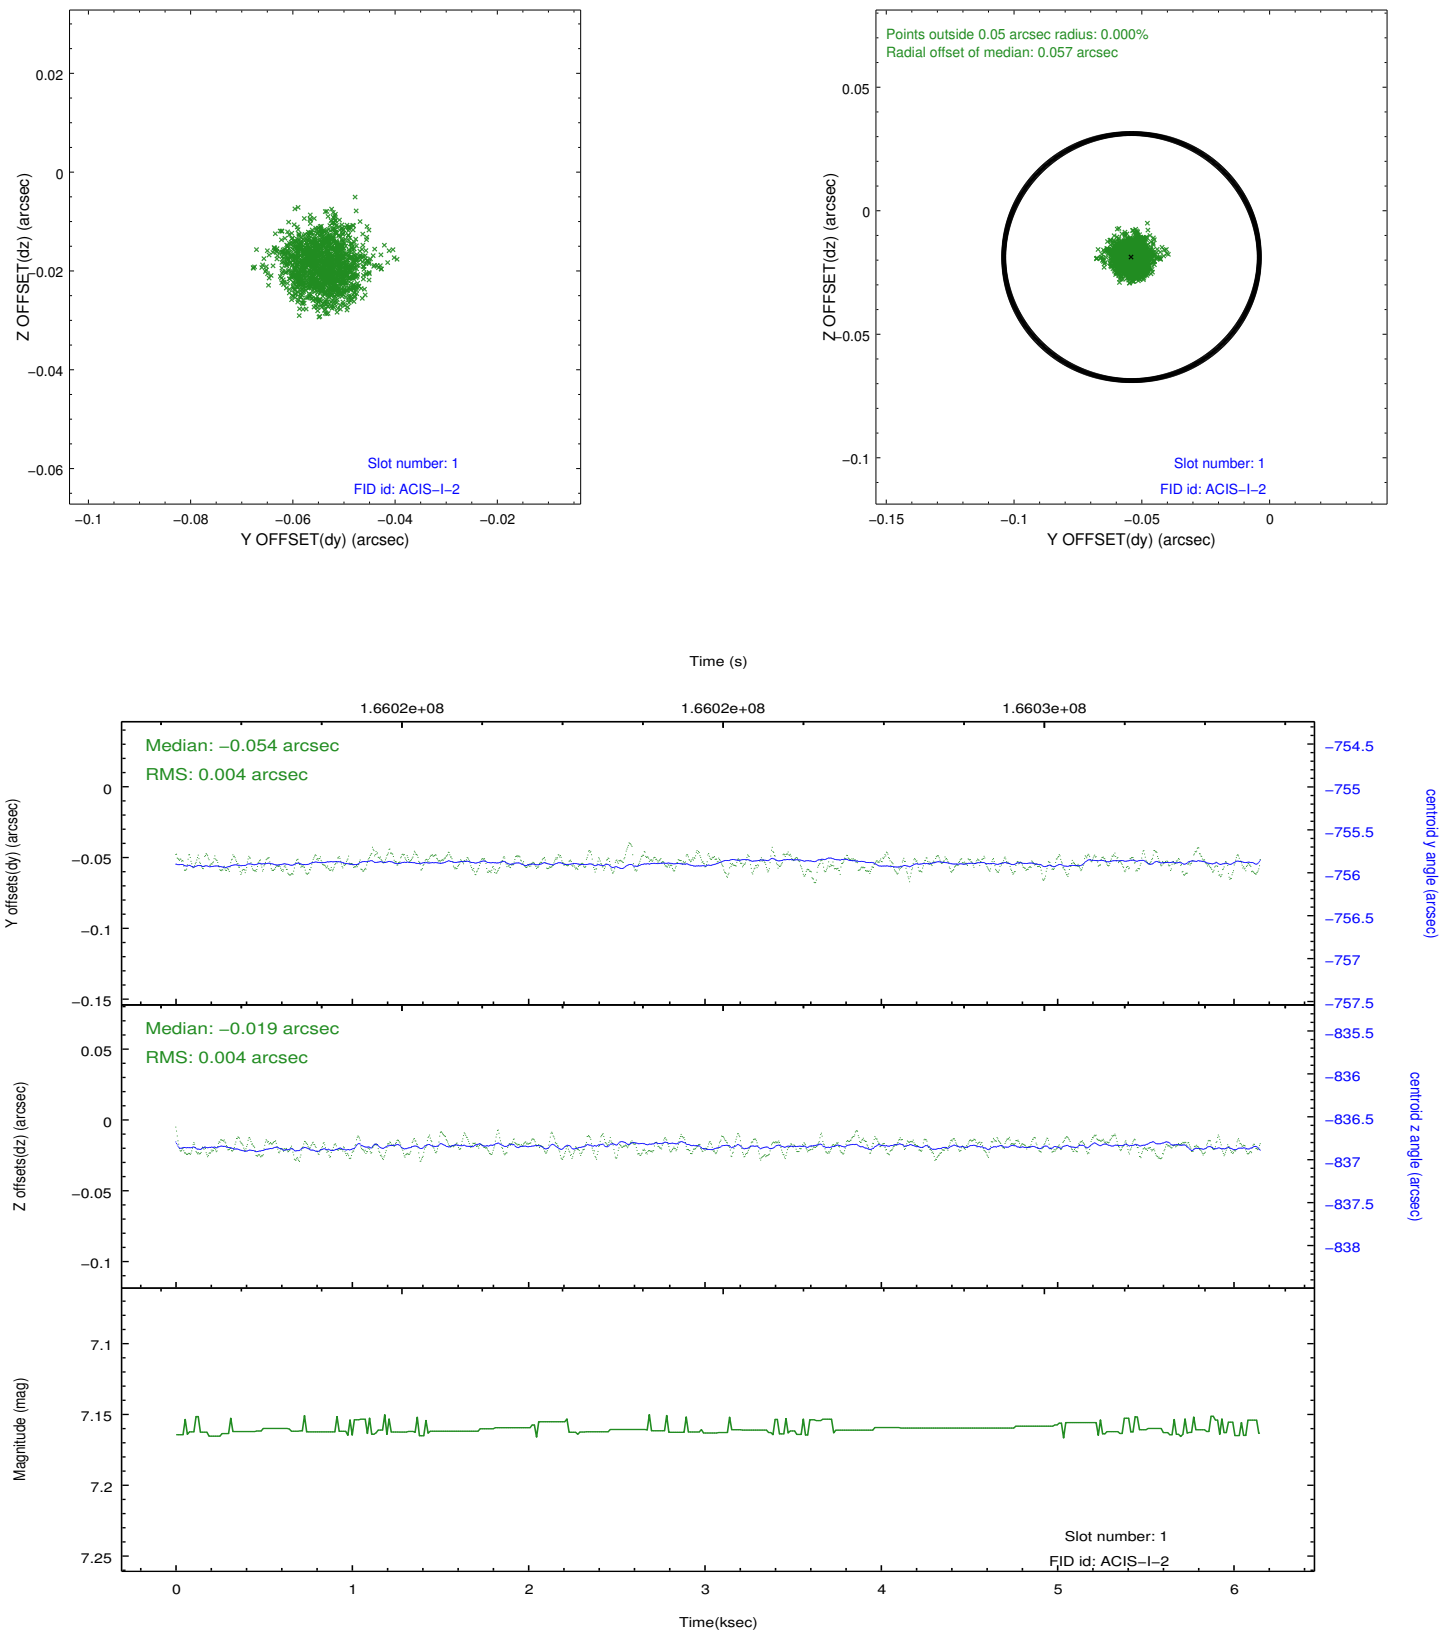 0.02
0
−0.02
−0.04
−0.06
Z OFFSET(dz) (arcsec)
Slot number: 1
FID id: ACIS−I−2
−0.1
−0.08
−0.06
−0.04
−0.02
Y OFFSET(dy) (arcsec)
Points outside 0.05 arcsec radius: 0.000%
Radial offset of median: 0.057 arcsec
0.05
0
−0.05
−0.1
Z OFFSET(dz) (arcsec)
Slot number: 1
FID id: ACIS−I−2
−0.15
−0.1
−0.05
0
Y OFFSET(dy) (arcsec)
Time (s)
1.6602e+08
1.6602e+08
1.6603e+08
Median: −0.054 arcsec
RMS: 0.004 arcsec
0
−0.05
−0.1
−0.15
Y offsets(dy) (arcsec)
−754.5
−755
−755.5
−756
−756.5
−757
−757.5
centroid y angle (arcsec)
Median: −0.019 arcsec
RMS: 0.004 arcsec
0.05
0
−0.05
−0.1
Z offsets(dz) (arcsec)
−835.5
−836
−836.5
−837
−837.5
−838
centroid z angle (arcsec)
7.1
7.15
7.2
7.25
Magnitude (mag)
Slot number: 1
FID id: ACIS−I−2
0
1
2
3
4
5
6
Time(ksec)